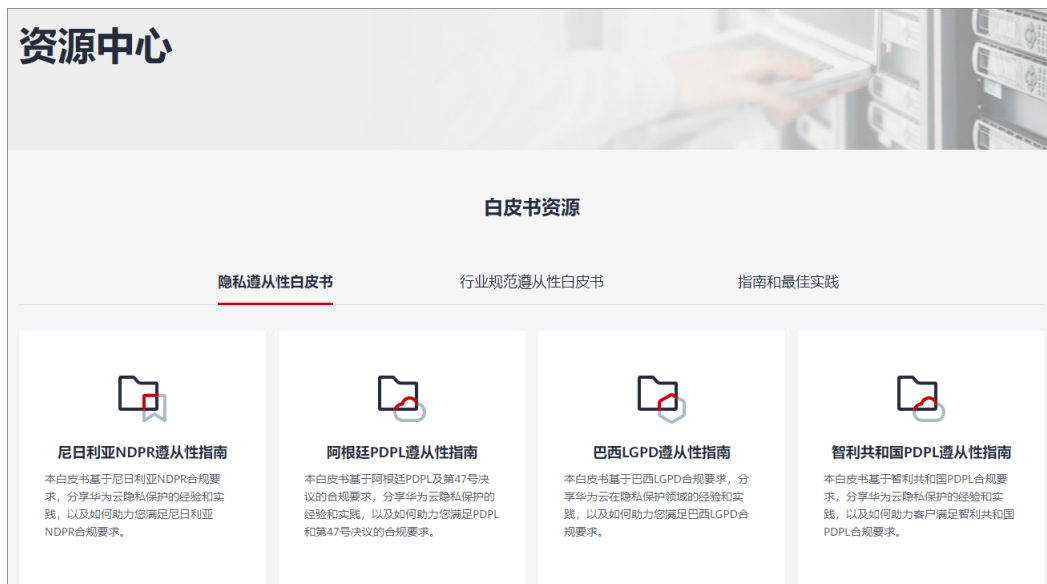 资源中心
白皮书资源
隐私遵从性白皮书
行业规范遵从性白皮书
指南和最佳实践
尼日利亚NDPR遵从性指南
本白皮书基于尼日利亚NDPR合规要
求，分享华为云隐私保护的经验和实
践，以及如何助力您满足尼日利亚
NDPR合规要求。
阿根廷PDPL遵从性指南
本白皮书基于阿根廷PDPL及第47号决
议的合规要求，分享华为云隐私保护的
经验和实践，以及如何助力您满足PDPL
和第47号决议的合规要求。
巴西LGPD遵从性指南
本白皮书基于巴西LGPD合规要求，分
享华为云在隐私保护领域的经验和实
践，以及如何助力您满足巴西LGPD合
规要求。
智利共和国PDPL遵从性指南
本白皮书基于智利共和国PDPL合规要
求，分享华为云隐私保护的经验和实
践，以及如何助力客户满足智利共和国
PDPL合规要求。